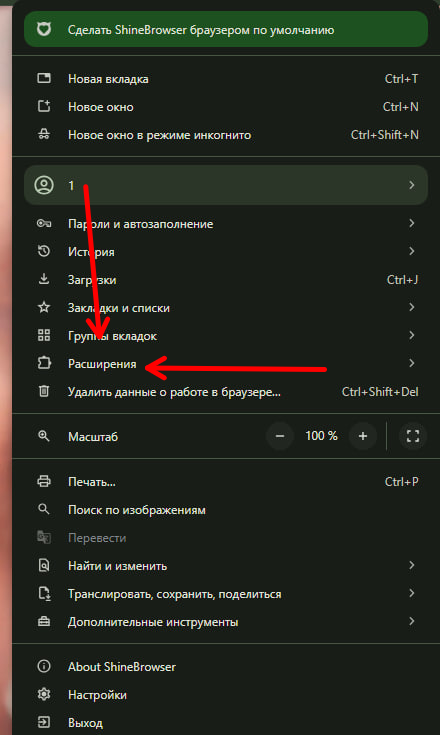 Сделать ShineBrowser браузером по умолчанию
Новая вкладка Ctrl+T
Новое окно Ctrl+N
Новое окно в режиме инкогнито Ctrl+Shift+N
1
Пароли и автозаполнение
История
Загрузки Ctrl+J
Закладки и списки
Группы вкладок
Расширения
Удалить данные о работе в браузере... Ctrl+Shift+Del
Масштаб − 100 % +
Печать... Ctrl+P
Поиск по изображениям
Перевести
Найти и изменить
Транслировать, сохранить, поделиться
Дополнительные инструменты
About ShineBrowser
Настройки
Выход